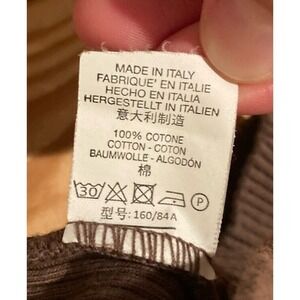 MADE IN ITALY
FABRIQUE' EN ITALIE
HECHO EN ITALIA
HERGESTELLT IN ITALIEN
意大利制造
100% COTONE
COTTON - COTON
BAUMWOLLE - ALGODÓN
棉
30 P
型号: 160/84A